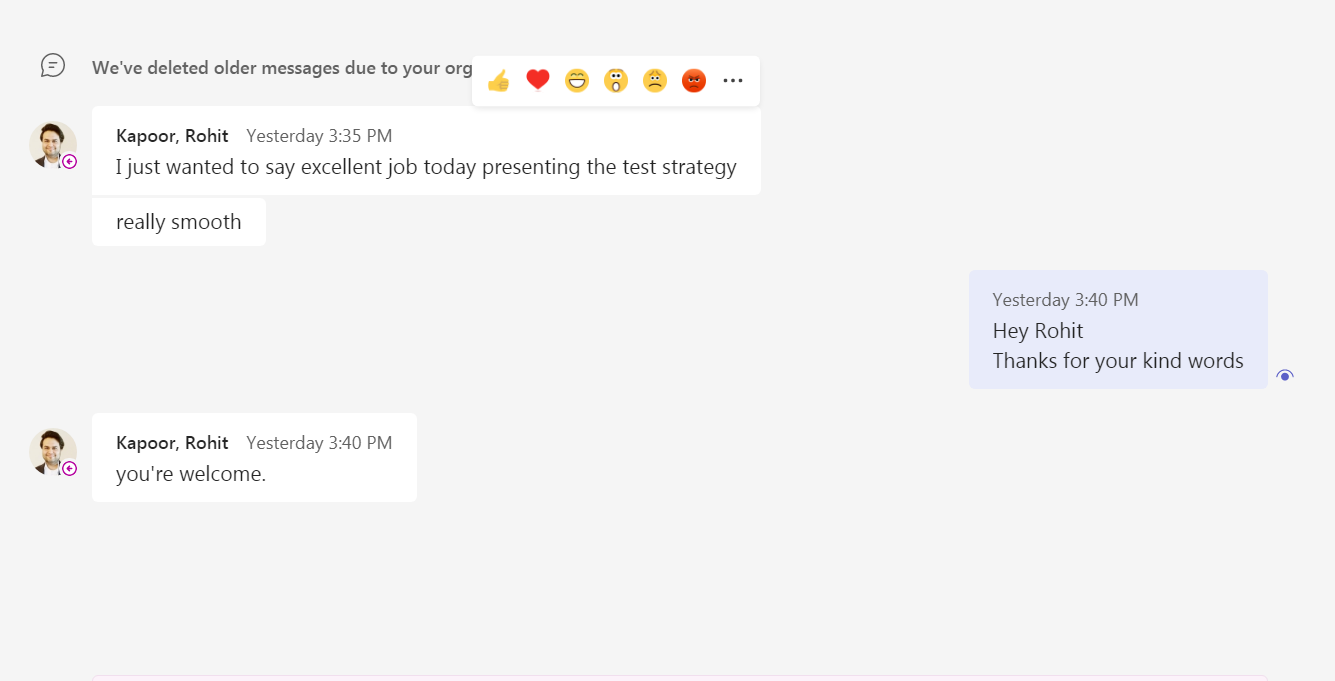 We've deleted older messages due to your org
Kapoor, Rohit Yesterday 3:35 PM
I just wanted to say excellent job today presenting the test strategy
really smooth
Yesterday 3:40 PM
Hey Rohit
Thanks for your kind words
Kapoor, Rohit Yesterday 3:40 PM
you're welcome.